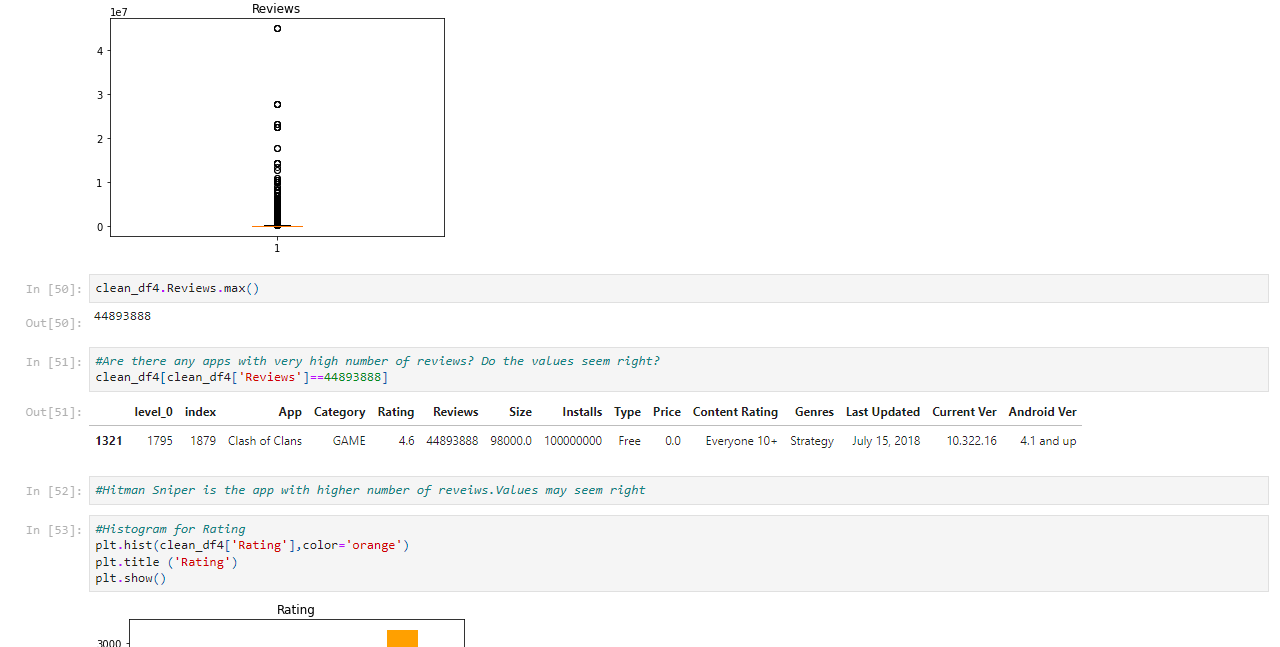 Reviews
1e7
4
3
2
1
0
1
In [50]: clean_df4.Reviews.max()
Out[50]: 44893888
In [51]: #Are there any apps with very high number of reviews? Do the values seem right?
clean_df4[clean_df4['Reviews']==44893888]
Out[51]: level_0 index App Category Rating Reviews Size Installs Type Price Content Rating Genres Last Updated Current Ver Android Ver
1321 1795 1879 Clash of Clans GAME 4.6 44893888 98000.0 100000000 Free 0.0 Everyone 10+ Strategy July 15, 2018 10.322.16 4.1 and up
In [52]: #Hitman Sniper is the app with higher number of reveiws.Values may seem right
In [53]: #Histogram for Rating
plt.hist(clean_df4['Rating'],color='orange')
plt.title ('Rating')
plt.show()
Rating
3000